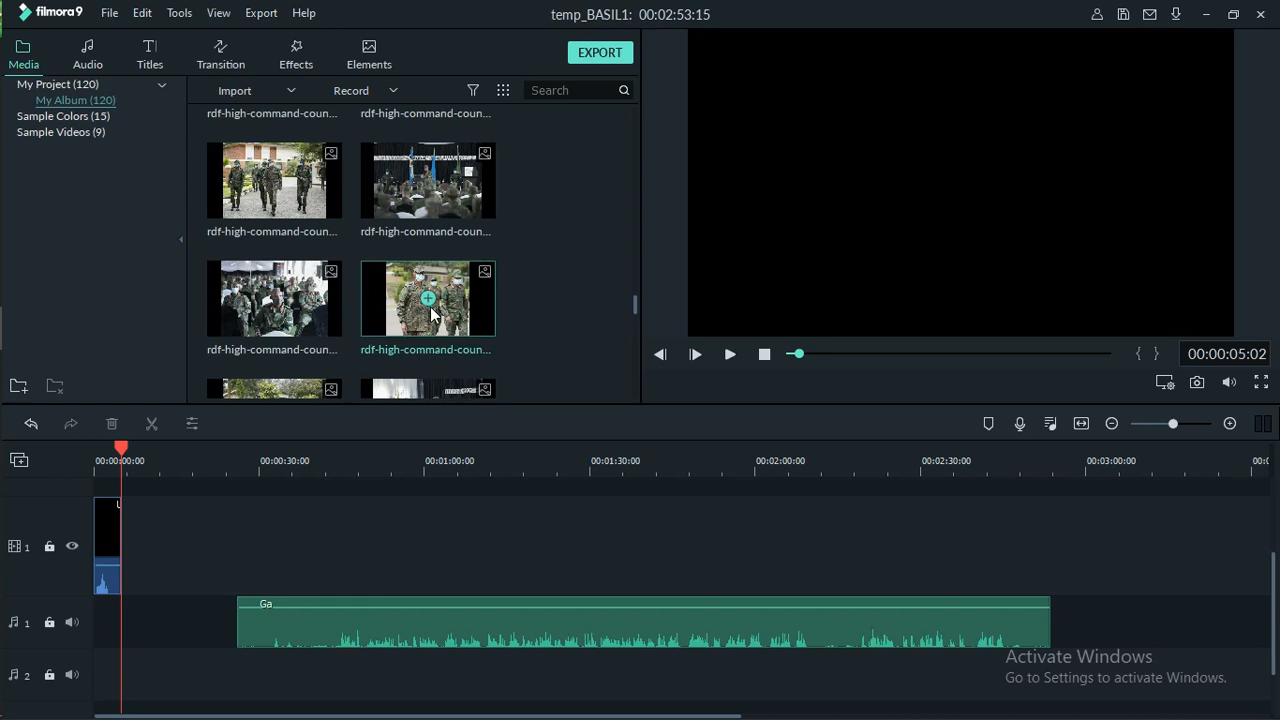 filmora9 File Edit Tools View Export Help temp_BASIL1: 00:02:53:15
Media Audio Titles Transition Effects Elements EXPORT
My Project (120)
My Album (120)
Sample Colors (15)
Sample Videos (9)
Import Record Search
rdf-high-command-coun... rdf-high-command-coun...
rdf-high-command-coun... rdf-high-command-coun...
rdf-high-command-coun... rdf-high-command-coun...
{ } 00:00:05:02
00:00:00:00 00:00:30:00 00:01:00:00 00:01:30:00 00:02:00:00 00:02:30:00 00:03:00:00
1
Ga
1
2
Activate Windows
Go to Settings to activate Windows.